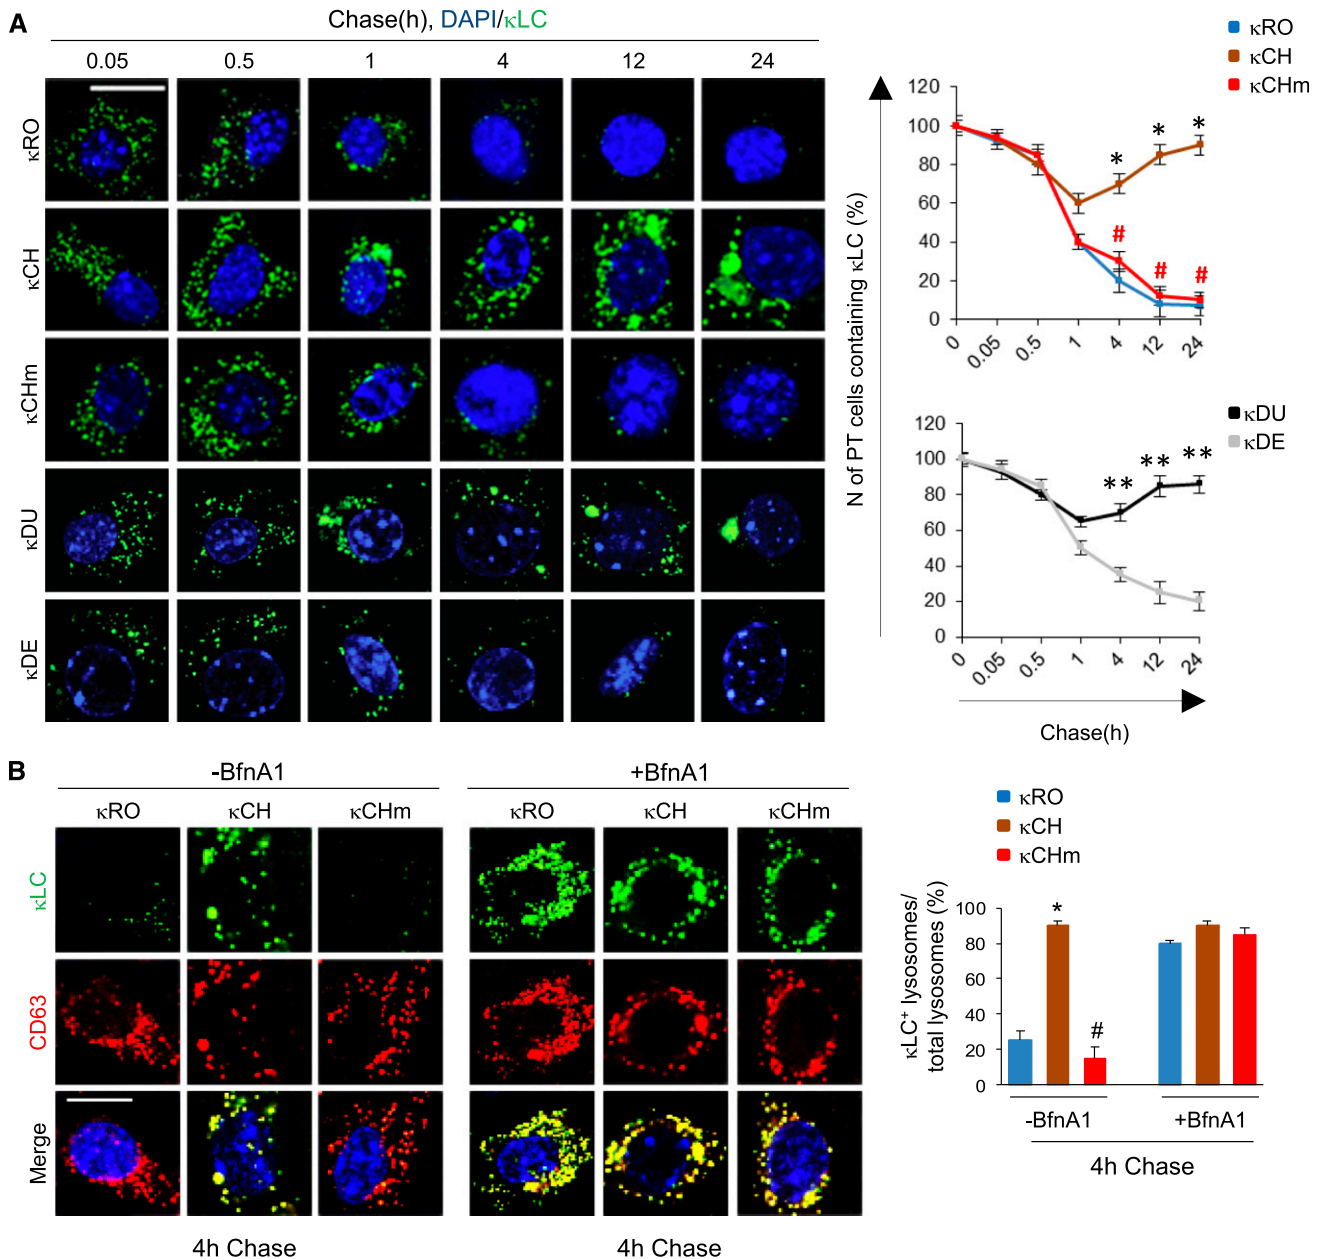 A
Chase(h), DAPI/κLC
0.05 0.5 1 4 12 24
κRO
κCH
κCHm
κDU
κDE
κRO
κCH
κCHm
N of PT cells containing κLC (%)
120
100
80
60
40
20
0
* * *
# # #
0 0.05 0.5 1 4 12 24
κDU
κDE
120
100
80
60
40
20
0
** ** **
0 0.05 0.5 1 4 12 24
Chase(h)
B
-BfnA1 +BfnA1
κRO κCH κCHm κRO κCH κCHm
κLC
CD63
Merge
4h Chase 4h Chase
κRO
κCH
κCHm
κLC⁺ lysosomes/
total lysosomes (%)
100
80
60
40
20
0
* #
-BfnA1 +BfnA1
4h Chase